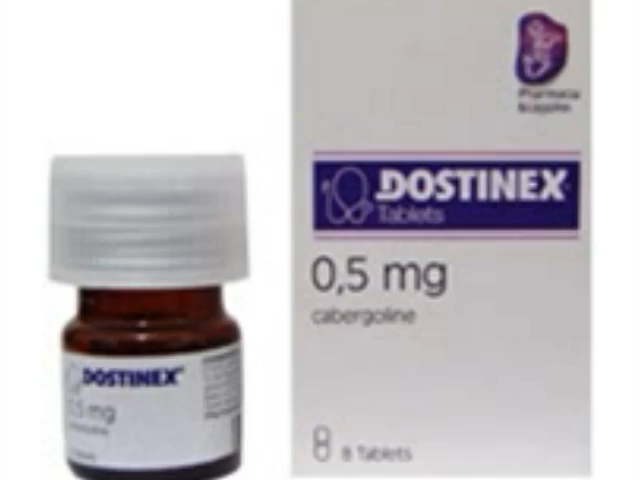 Pharmacia
DOSTINEX
Tablets
0,5 mg
cabergoline
8 Tablets
DOSTINEX
0,5 mg